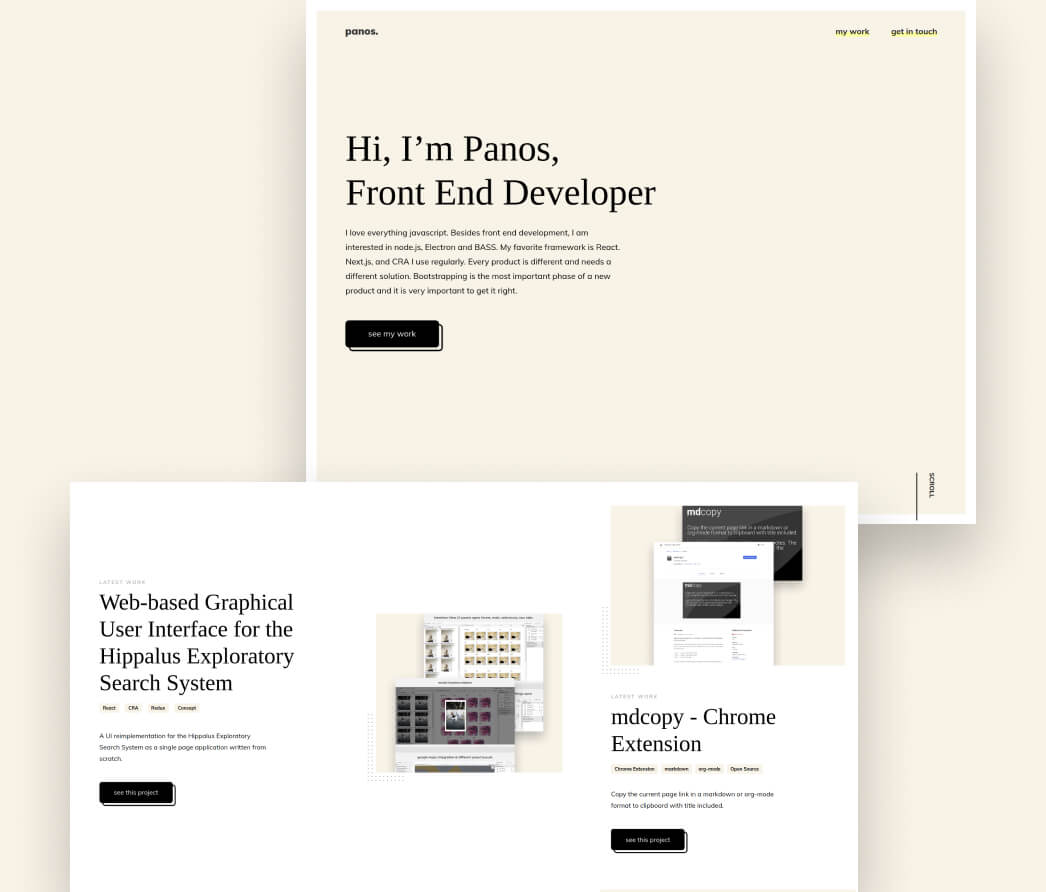 panos.
my work
get in touch
Hi, I’m Panos,
Front End Developer
I love everything javascript. Besides front end development, I am
interested in node.js, Electron and BASS. My favorite framework is React.
Next.js, and CRA I use regularly. Every product is different and needs a
different solution. Bootstrapping is the most important phase of a new
product and it is very important to get it right.
see my work
SCROLL
LATEST WORK
Web-based Graphical
User Interface for the
Hippalus Exploratory
Search System
React
CRA
Redux
Concept
A UI reimplementation for the Hippalus Exploratory
Search System as a single page application written from
scratch.
see this project
mdcopy
Copy the current page link in a markdown or
org-mode format to clipboard with title included.
LATEST WORK
mdcopy - Chrome
Extension
Chrome Extension
markdown
org-mode
Open Source
Copy the current page link in a markdown or org-mode
format to clipboard with title included.
see this project